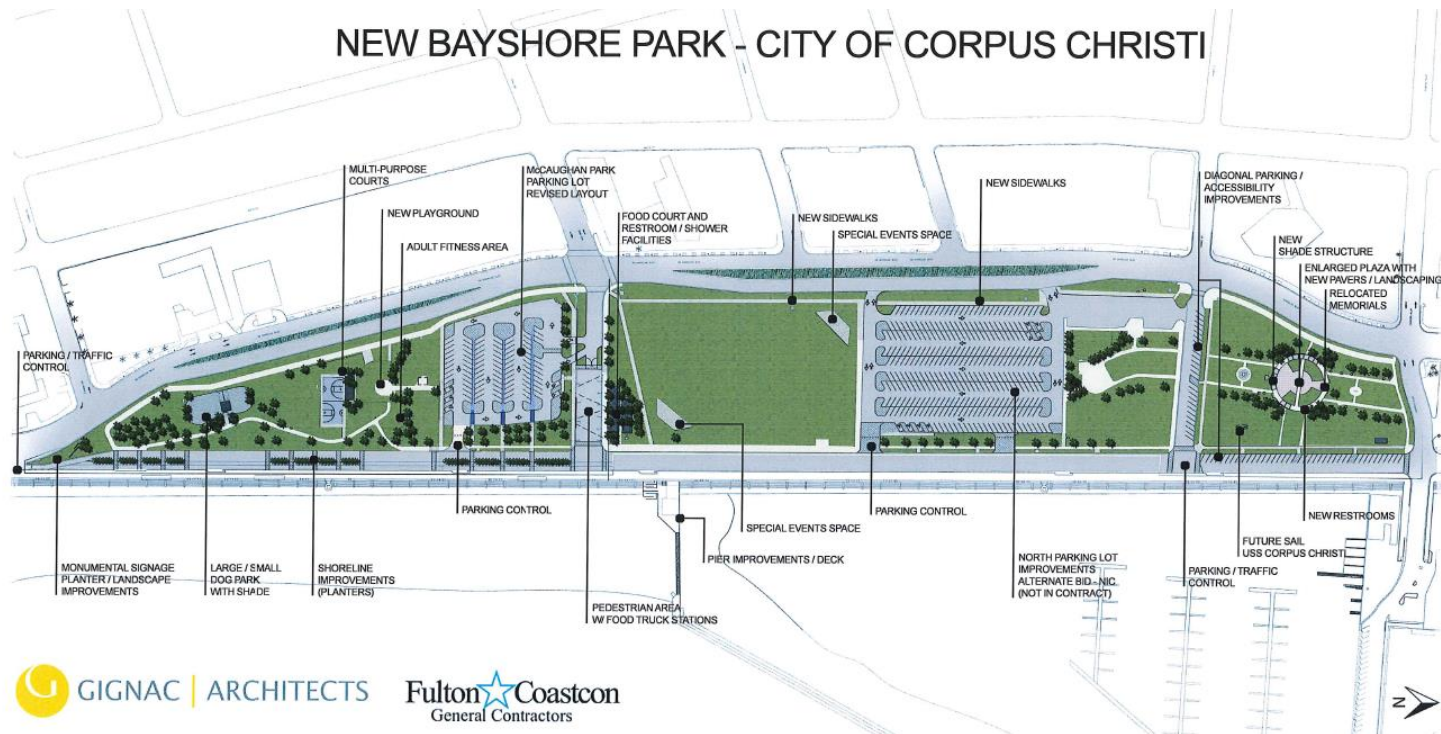 NEW BAYSHORE PARK - CITY OF CORPUS CHRISTI
MULTI-PURPOSE
COURTS
McCAUGHAN PARK
PARKING LOT
REVISED LAYOUT
NEW PLAYGROUND
ADULT FITNESS AREA
FOOD COURT AND
RESTROOM / SHOWER
FACILITIES
NEW SIDEWALKS
SPECIAL EVENTS SPACE
NEW SIDEWALKS
DIAGONAL PARKING /
ACCESSIBILITY
IMPROVEMENTS
NEW
SHADE STRUCTURE
ENLARGED PLAZA WITH
NEW PAVERS / LANDSCAPING
RELOCATED
MEMORIALS
PARKING / TRAFFIC
CONTROL
MONUMENTAL SIGNAGE
PLANTER / LANDSCAPE
IMPROVEMENTS
LARGE / SMALL
DOG PARK
WITH SHADE
SHORELINE
IMPROVEMENTS
(PLANTERS)
PARKING CONTROL
PEDESTRIAN AREA
W/ FOOD TRUCK STATIONS
PIER IMPROVEMENTS / DECK
SPECIAL EVENTS SPACE
PARKING CONTROL
NORTH PARKING LOT
IMPROVEMENTS
ALTERNATE BID - NIC
(NOT IN CONTRACT)
PARKING / TRAFFIC
CONTROL
FUTURE SAIL
USS CORPUS CHRISTI
NEW RESTROOMS
GIGNAC | ARCHITECTS
Fulton Coastcon
General Contractors
N